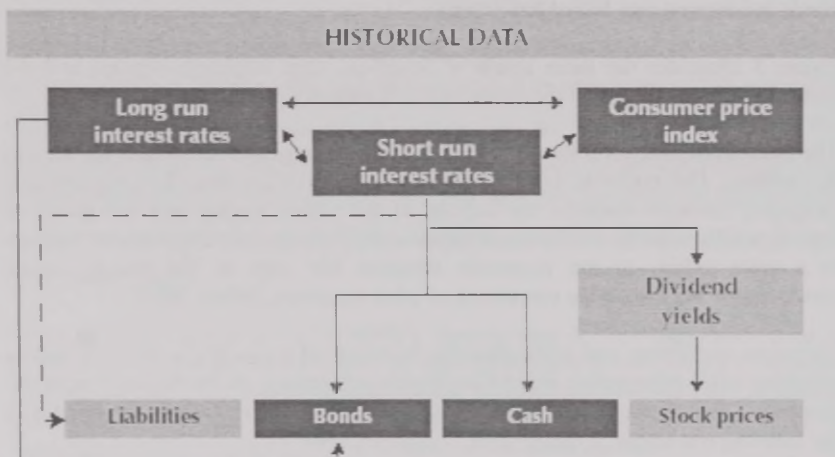 HISTORICAL DATA
Long run
interest rates
Consumer price
index
Short run
interest rates
Dividend
yields
Liabilities
Bonds
Cash
Stock prices